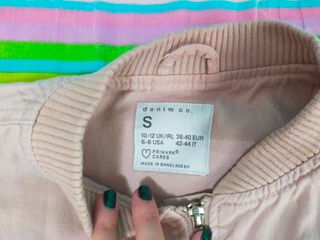 denim co.
S
10-12 UK/IRL 38-40 EUR
6-8 USA 42-44 IT
PRIMARK®
CARES
MADE IN BANGLADESH